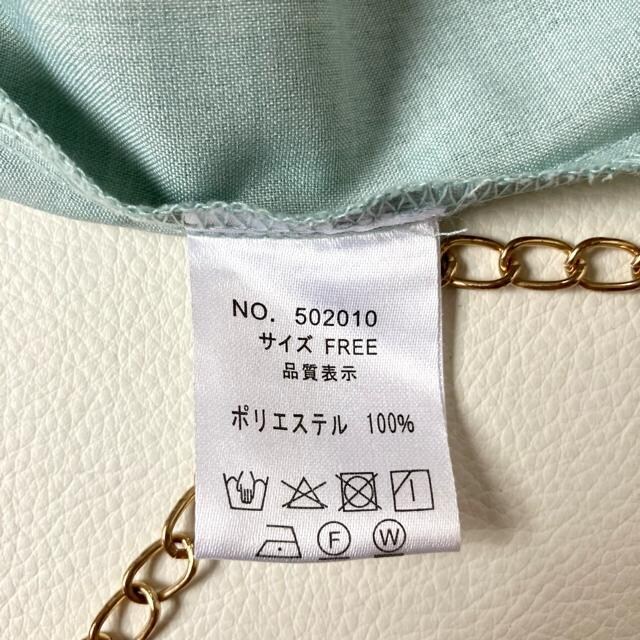 NO. 502010
サイズ FREE
品質表示
ポリエステル 100%
F W